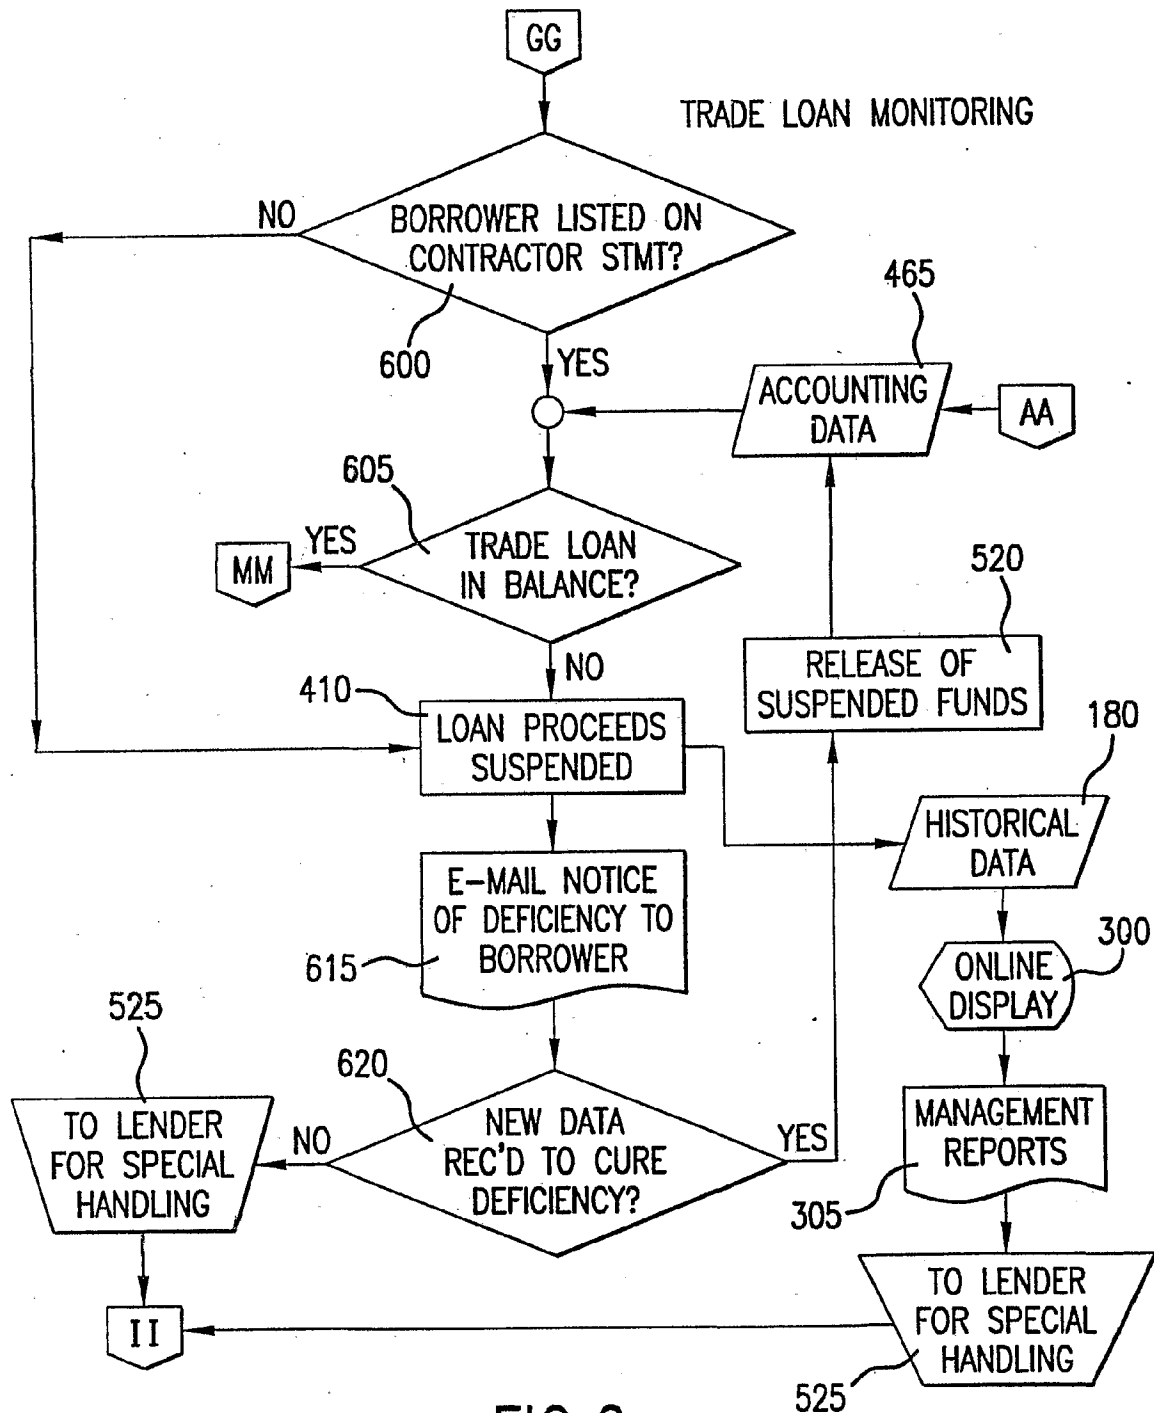 GG
TRADE LOAN MONITORING
NO
BORROWER LISTED ON
CONTRACTOR STMT?
600
YES
465
ACCOUNTING
DATA
AA
605
YES
MM
TRADE LOAN
IN BALANCE?
NO
520
RELEASE OF
SUSPENDED FUNDS
410
LOAN PROCEEDS
SUSPENDED
180
HISTORICAL
DATA
E-MAIL NOTICE
OF DEFICIENCY TO
BORROWER
615
300
ONLINE
DISPLAY
525
TO LENDER
FOR SPECIAL
HANDLING
620
NO
NEW DATA
REC'D TO CURE
DEFICIENCY?
YES
MANAGEMENT
REPORTS
305
II
TO LENDER
FOR SPECIAL
HANDLING
525